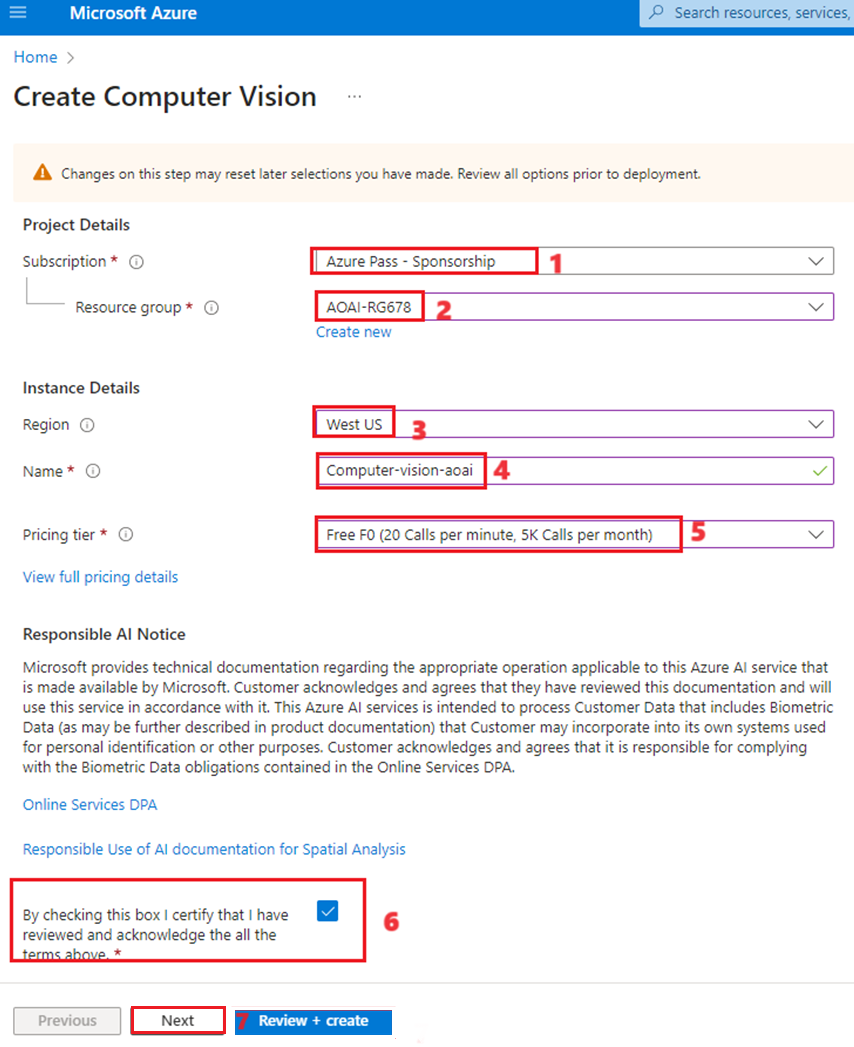 Microsoft Azure
Search resources, services,
Home
Create Computer Vision ...
Changes on this step may reset later selections you have made. Review all options prior to deployment.
Project Details
Subscription * Azure Pass - Sponsorship 1
Resource group * AOAI-RG678 2
Create new
Instance Details
Region West US 3
Name * Computer-vision-aoai 4
Pricing tier * Free F0 (20 Calls per minute, 5K Calls per month) 5
View full pricing details
Responsible AI Notice
Microsoft provides technical documentation regarding the appropriate operation applicable to this Azure AI service that
is made available by Microsoft. Customer acknowledges and agrees that they have reviewed this documentation and will
use this service in accordance with it. This Azure AI services is intended to process Customer Data that includes Biometric
Data (as may be further described in product documentation) that Customer may incorporate into its own systems used
for personal identification or other purposes. Customer acknowledges and agrees that it is responsible for complying
with the Biometric Data obligations contained in the Online Services DPA.
Online Services DPA
Responsible Use of AI documentation for Spatial Analysis
By checking this box I certify that I have
reviewed and acknowledge the all the
terms above. *
6
Previous Next 7 Review + create